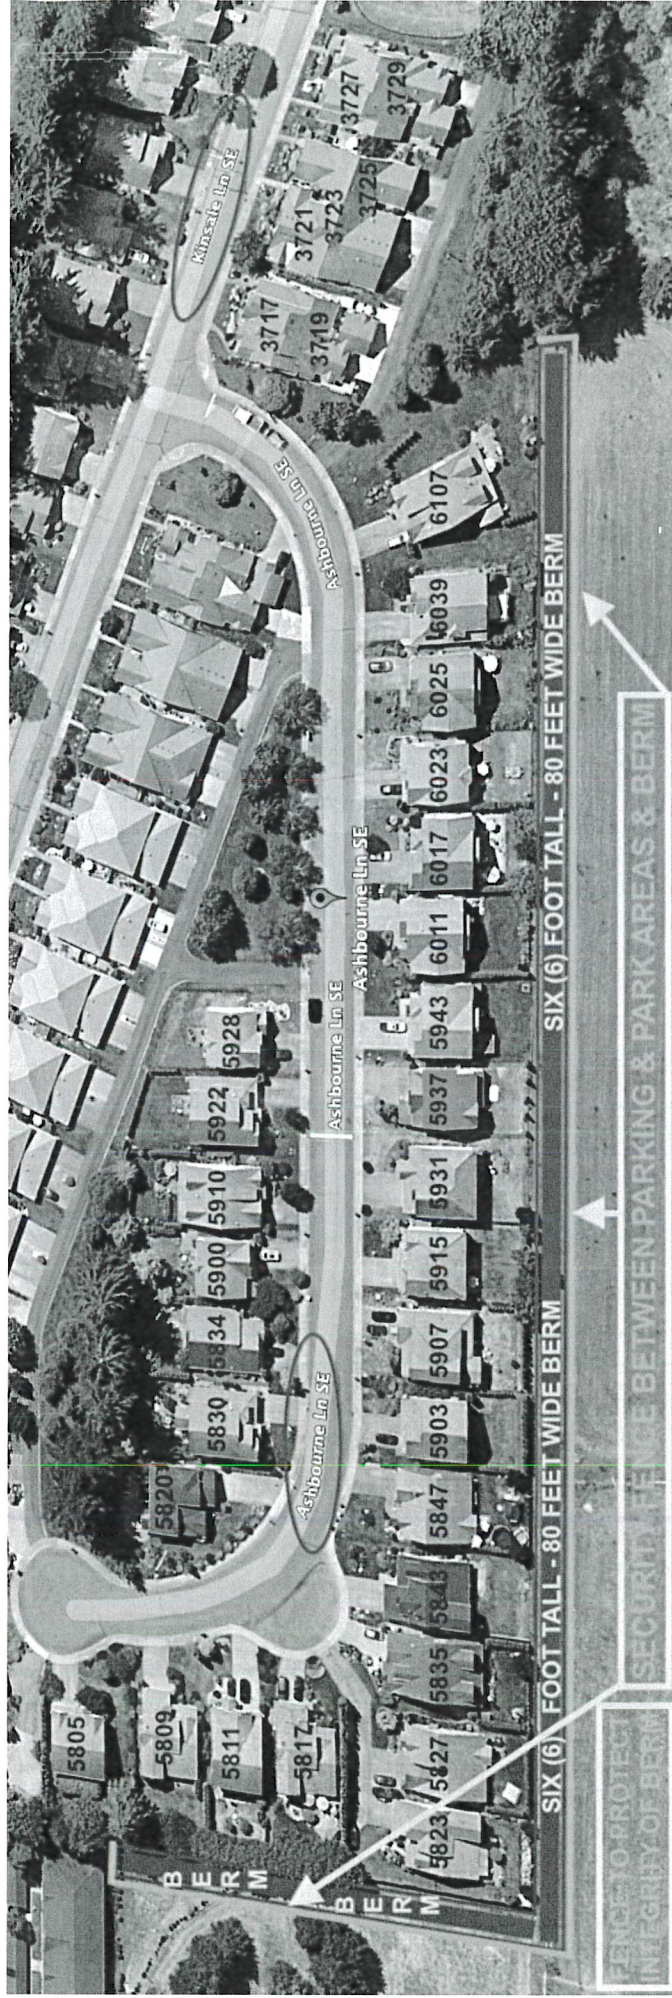 Kinsale Ln SE
3717
3719
3721
3723
3725
3727
3729
Ashbourne Ln SE
5805
5809
5811
5817
5820
5830
5834
5900
5910
5922
5928
Ashbourne Ln SE
Ashbourne Ln SE
Ashbourne Ln SE
5823
5827
5835
5843
5847
5903
5907
5915
5931
5937
5943
6011
6017
6023
6025
6039
6107
BERM
BERM
SIX (6) FOOT TALL - 80 FEET WIDE BERM
SIX (6) FOOT TALL - 80 FEET WIDE BERM
FENCE TO PROTECT
INTEGRITY OF BERM
SECURITY FENCE BETWEEN PARKING & PARK AREAS & BERM